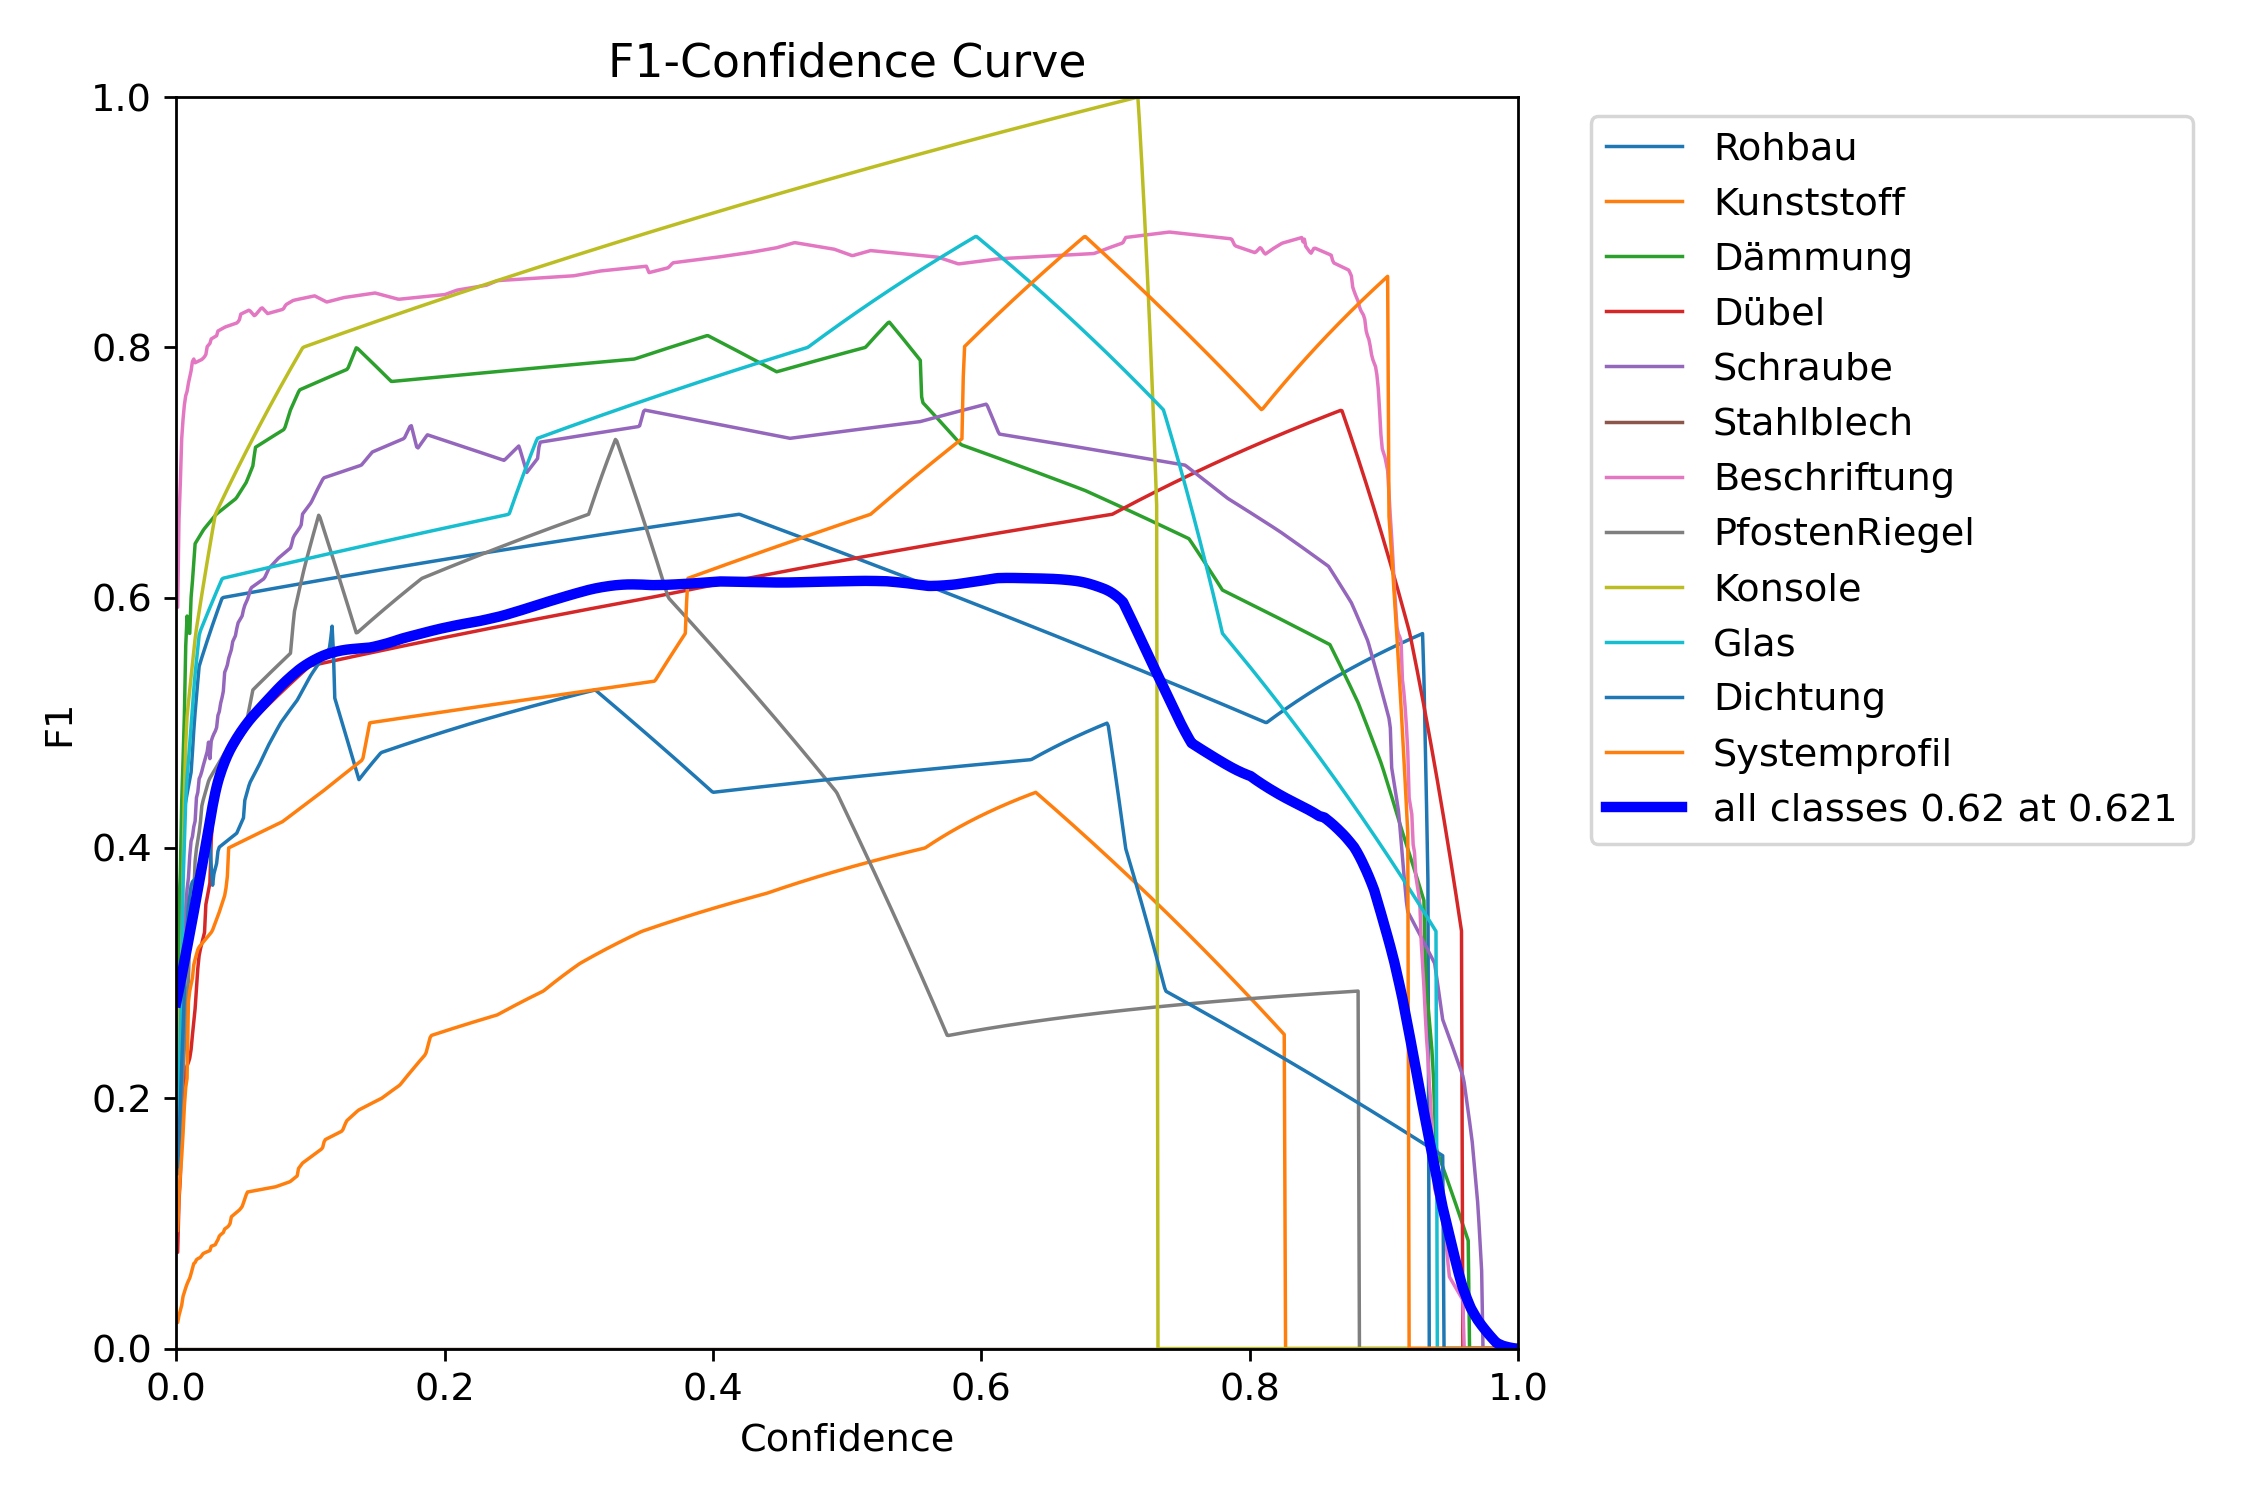 F1-Confidence Curve
1.0
0.8
0.6
0.4
0.2
0.0
F1
0.0 0.2 0.4 0.6 0.8 1.0
Confidence
Rohbau
Kunststoff
Dämmung
Dübel
Schraube
Stahlblech
Beschriftung
PfostenRiegel
Konsole
Glas
Dichtung
Systemprofil
all classes 0.62 at 0.621